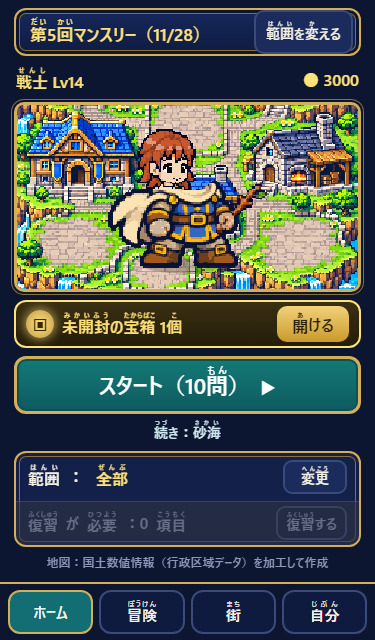 第5回マンスリー（11/28）
範囲を変える
戦士 Lv14
3000
未開封の宝箱 1個
開ける
スタート（10問） ▶
続き：砂海
範囲 ： 全部
変更
復習 が 必要 ：0 項目
復習する
地図：国土数値情報（行政区域データ）を加工して作成
ホーム
冒険
街
自分